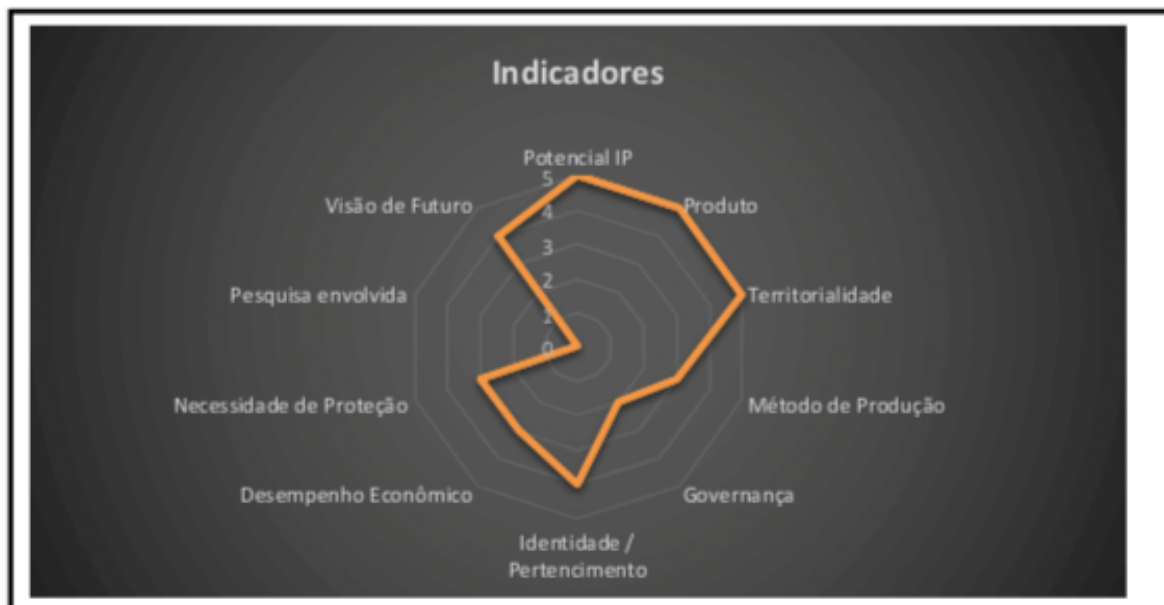 Indicadores
Potencial IP
Visão de Futuro
Produto
5
4
3
2
1
0
Pesquisa envolvida
Territorialidade
Necessidade de Proteção
Método de Produção
Desempenho Econômico
Governança
Identidade /
Pertencimento